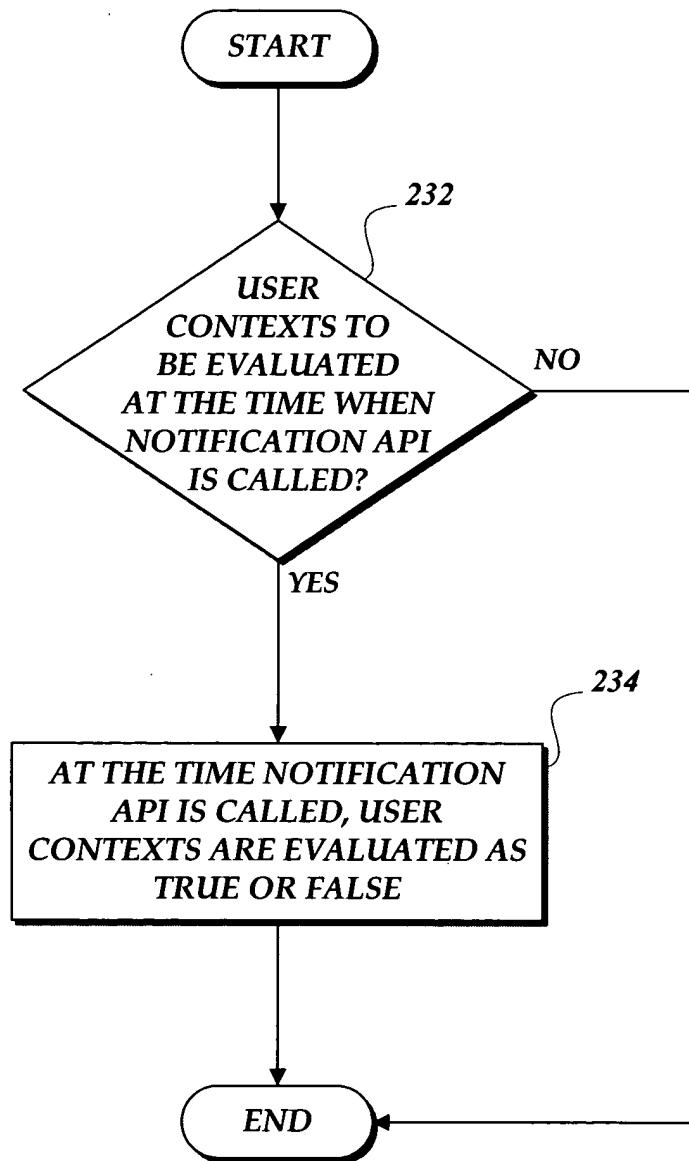 START
232
USER
CONTEXTS TO
BE EVALUATED
AT THE TIME WHEN
NOTIFICATION API
IS CALLED?
NO
YES
234
AT THE TIME NOTIFICATION
API IS CALLED, USER
CONTEXTS ARE EVALUATED AS
TRUE OR FALSE
END